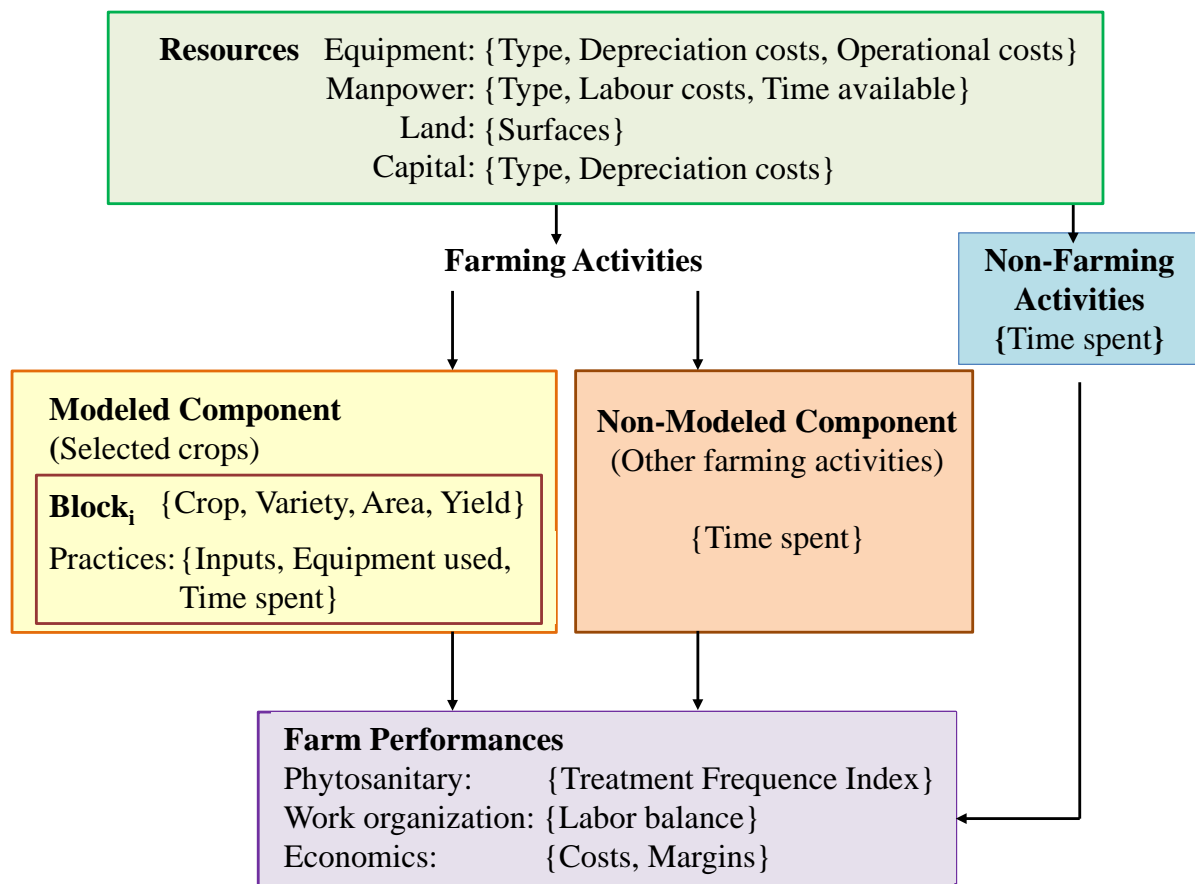 Resources Equipment: {Type, Depreciation costs, Operational costs}
Manpower: {Type, Labour costs, Time available}
Land: {Surfaces}
Capital: {Type, Depreciation costs}
Farming Activities
Non-Farming
Activities
{Time spent}
Modeled Component
(Selected crops)
Block_i {Crop, Variety, Area, Yield}
Practices: {Inputs, Equipment used,
Time spent}
Non-Modeled Component
(Other farming activities)
{Time spent}
Farm Performances
Phytosanitary: {Treatment Frequence Index}
Work organization: {Labor balance}
Economics: {Costs, Margins}